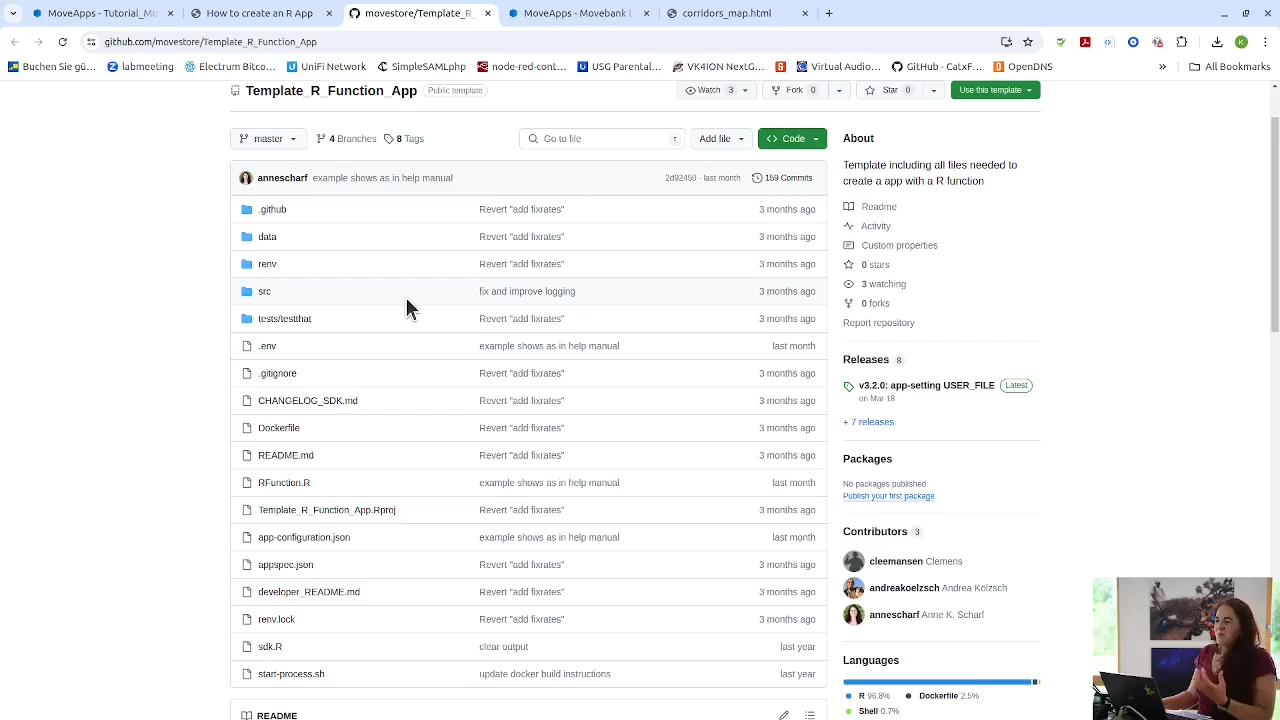 MoveApps - Tutorial_Mo
How to create an R App
movestore/Template_
MoveApps - Movebank L
corridors_map.html
github.com/movestore/Template_R_Function_App
K
Buchen Sie gü…
labmeeting
Electrum Bitco…
UniFi Network
SimpleSAMLphp
node-red-cont…
USG Parental…
VK4ION NextG…
Virtual Audio…
GitHub - CatxF…
OpenDNS
All Bookmarks
Template_R_Function_App
Public template
Watch 3
Fork 0
Star 0
Use this template
master
4 Branches
8 Tags
Go to file
t
Add file
Code
annescharf example shows as in help manual 2d92450 · last month 159 Commits
.github Revert "add fixrates" 3 months ago
data Revert "add fixrates" 3 months ago
renv Revert "add fixrates" 3 months ago
src fix and improve logging 3 months ago
tests/testthat Revert "add fixrates" 3 months ago
.env example shows as in help manual last month
.gitignore Revert "add fixrates" 3 months ago
CHANGELOG_SDK.md Revert "add fixrates" 3 months ago
Dockerfile Revert "add fixrates" 3 months ago
README.md Revert "add fixrates" 3 months ago
RFunction.R example shows as in help manual last month
Template_R_Function_App.Rproj Revert "add fixrates" 3 months ago
app-configuration.json example shows as in help manual last month
appspec.json Revert "add fixrates" 3 months ago
here_your_README.md Revert "add fixrates" 3 months ago
renv.lock Revert "add fixrates" 3 months ago
sdk.R clear output last year
start-process.sh update docker build instructions last year
README
About
Template including all files needed to
create a app with a R function
Readme
Activity
Custom properties
0 stars
3 watching
0 forks
Report repository
Releases 8
v3.2.0: app-setting USER_FILE Latest
on Mar 18
+ 7 releases
Packages
No packages published
Publish your first package
Contributors 3
cleemansen Clemens
andreakoelzsch Andrea Kölzsch
annescharf Anne K. Scharf
Languages
R 96.8%
Dockerfile 2.5%
Shell 0.7%